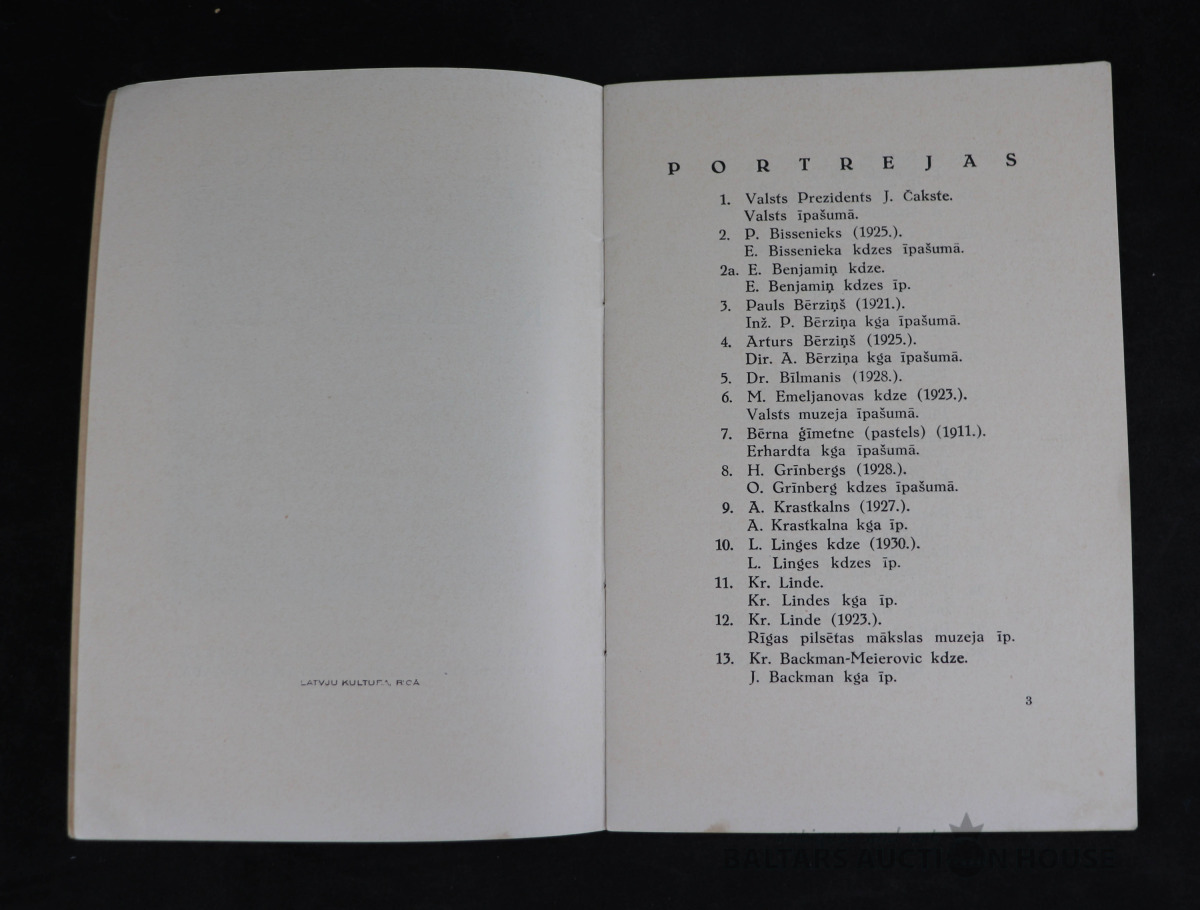 LATVJU KULTURA, RIGĀ
P O R T R E J A S
1. Valsts Prezidents J. Čakste.
Valsts īpašumā.
2. P. Bissenieks (1925.).
E. Bissenieka kdzes īpašumā.
2a. E. Benjamiņ kdze.
E. Benjamiņ kdzes īp.
3. Pauls Bērziņš (1921.).
Inž. P. Bērziņa kga īpašumā.
4. Arturs Bērziņš (1925.).
Dir. A. Bērziņa kga īpašumā.
5. Dr. Bīlmanis (1928.).
6. M. Emeljanovas kdze (1923.).
Valsts muzeja īpašumā.
7. Bērna ģīmetne (pastels) (1911.).
Erhardta kga īpašumā.
8. H. Grīnbergs (1928.).
O. Grīnberg kdzes īpašumā.
9. A. Krastkalns (1927.).
A. Krastkalna kga īp.
10. L. Linģes kdze (1930.).
L. Linģes kdzes īp.
11. Kr. Linde.
Kr. Lindes kga īp.
12. Kr. Linde (1923.).
Rīgas pilsētas mākslas muzeja īp.
13. Kr. Backman-Meierovic kdze.
J. Backman kga īp.
3
BALTARS AUCTION HOUSE